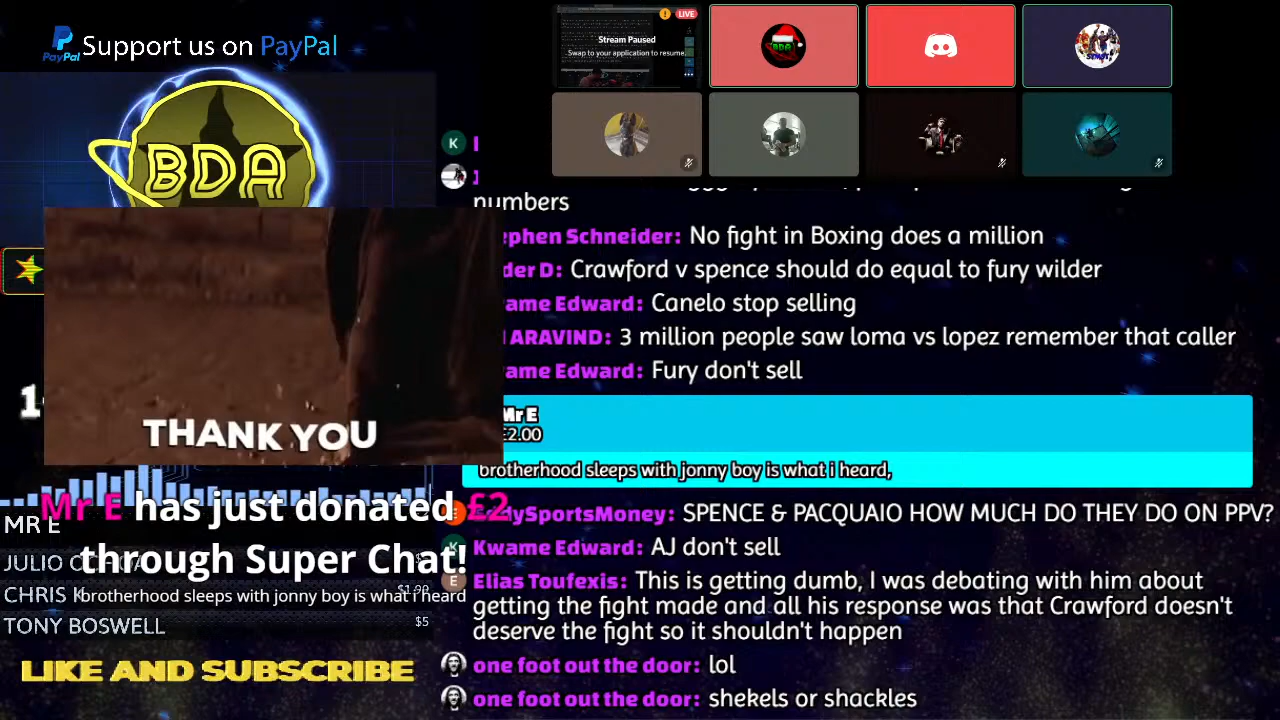 Support us on PayPal
PayPal
BDA
Stream Paused
Swap to your application to resume.
LIVE
BDA
numbers
ephen Schneider: No fight in Boxing does a million
der D: Crawford v spence should do equal to fury wilder
ame Edward: Canelo stop selling
ARAVIND: 3 million people saw loma vs lopez remember that caller
ame Edward: Fury don't sell
Mr E
£2.00
brotherhood sleeps with jonny boy is what i heard,
THANK YOU
Mr E has just donated £2
through Super Chat!
brotherhood sleeps with jonny boy is what i heard
MR E
JULIO
CHRIS K $1.99
TONY BOSWELL $5
LIKE AND SUBSCRIBE
dySportsMoney: SPENCE & PACQUAIO HOW MUCH DO THEY DO ON PPV?
Kwame Edward: AJ don't sell
Elias Toufexis: This is getting dumb, I was debating with him about
getting the fight made and all his response was that Crawford doesn't
deserve the fight so it shouldn't happen
one foot out the door: lol
one foot out the door: shekels or shackles